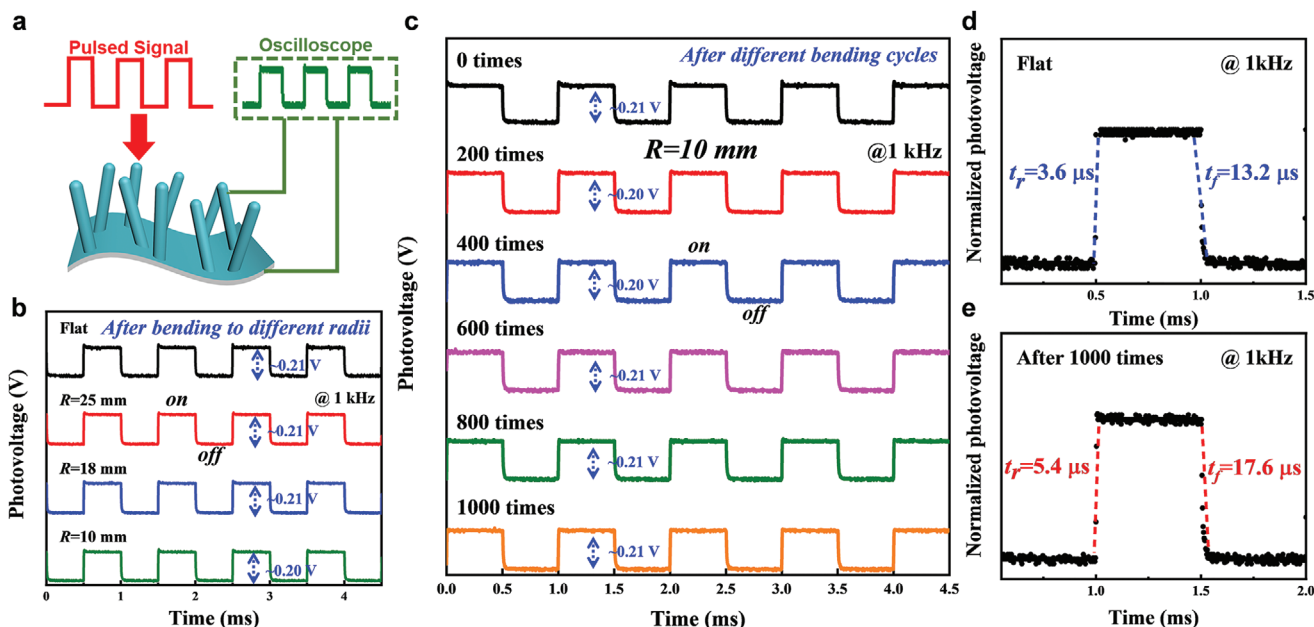 a
Pulsed Signal
Oscilloscope
b
Flat
After bending to different radii
~0.21 V
R=25 mm
on
@ 1 kHz
~0.21 V
off
R=18 mm
~0.21 V
R=10 mm
~0.20 V
Photovoltage (V)
0 1 2 3 4
Time (ms)
c
0 times
After different bending cycles
~0.21 V
200 times
R=10 mm
@1 kHz
~0.20 V
400 times
on
~0.20 V
off
600 times
~0.21 V
800 times
~0.21 V
1000 times
~0.21 V
Photovoltage (V)
0.0 0.5 1.0 1.5 2.0 2.5 3.0 3.5 4.0 4.5
Time (ms)
d
Flat
@ 1kHz
tr=3.6 μs
tf=13.2 μs
Normalized photovoltage
0.5 1.0 1.5
Time (ms)
e
After 1000 times
@ 1kHz
tr=5.4 μs
tf=17.6 μs
Normalized photovoltage
1.0 1.5 2.0
Time (ms)